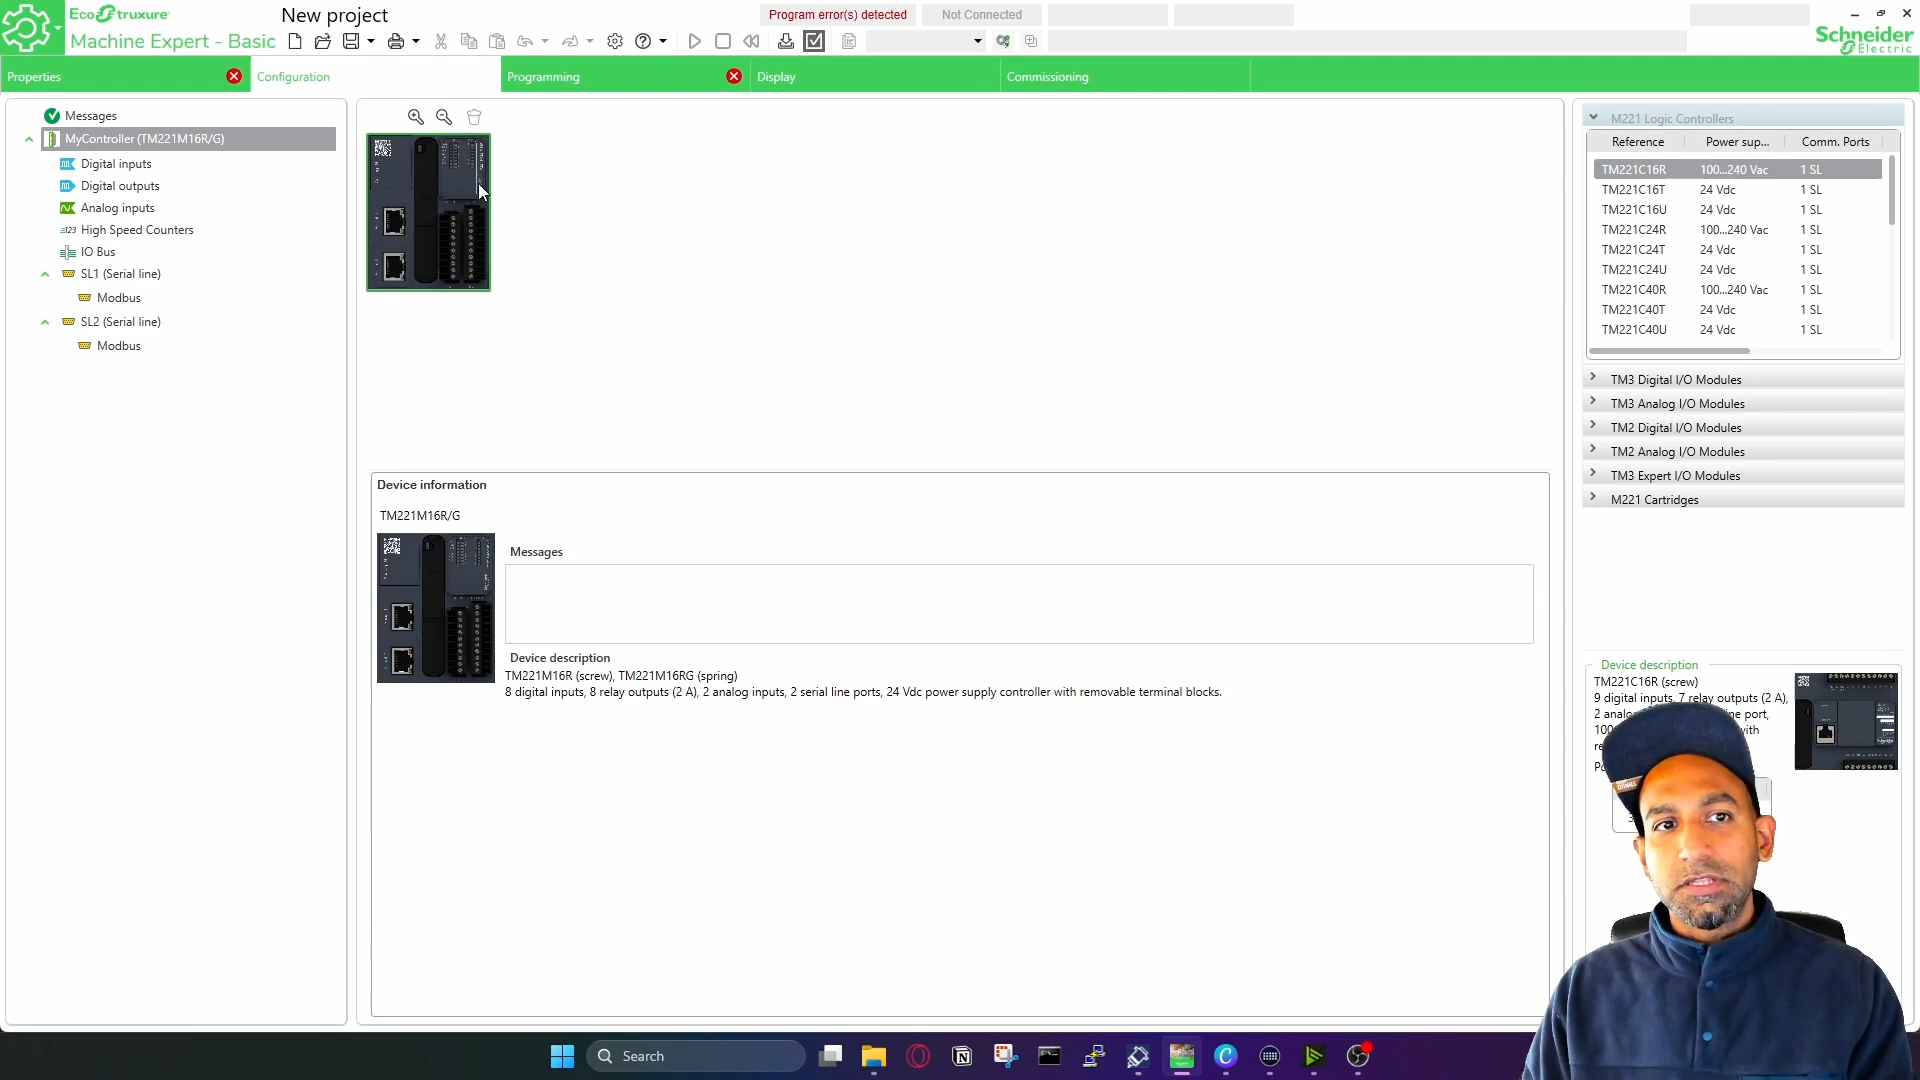 EcoStruxure
Machine Expert - Basic
New project
Program error(s) detected
Not Connected
Schneider
Electric
Properties
Configuration
Programming
Display
Commissioning
Messages
MyController (TM221M16R/G)
Digital inputs
Digital outputs
Analog inputs
High Speed Counters
IO Bus
SL1 (Serial line)
Modbus
SL2 (Serial line)
Modbus
Device information
TM221M16R/G
Messages
Device description
TM221M16R (screw), TM221M16RG (spring)
8 digital inputs, 8 relay outputs (2 A), 2 analog inputs, 2 serial line ports, 24 Vdc power supply controller with removable terminal blocks.
M221 Logic Controllers
Reference Power sup... Comm. Ports
TM221C16R 100...240 Vac 1 SL
TM221C16T 24 Vdc 1 SL
TM221C16U 24 Vdc 1 SL
TM221C24R 100...240 Vac 1 SL
TM221C24T 24 Vdc 1 SL
TM221C24U 24 Vdc 1 SL
TM221C40R 100...240 Vac 1 SL
TM221C40T 24 Vdc 1 SL
TM221C40U 24 Vdc 1 SL
TM3 Digital I/O Modules
TM3 Analog I/O Modules
TM2 Digital I/O Modules
TM2 Analog I/O Modules
TM3 Expert I/O Modules
M221 Cartridges
Device description
TM221C16R (screw)
9 digital inputs, 7 relay outputs (2 A),
2 port,
Search